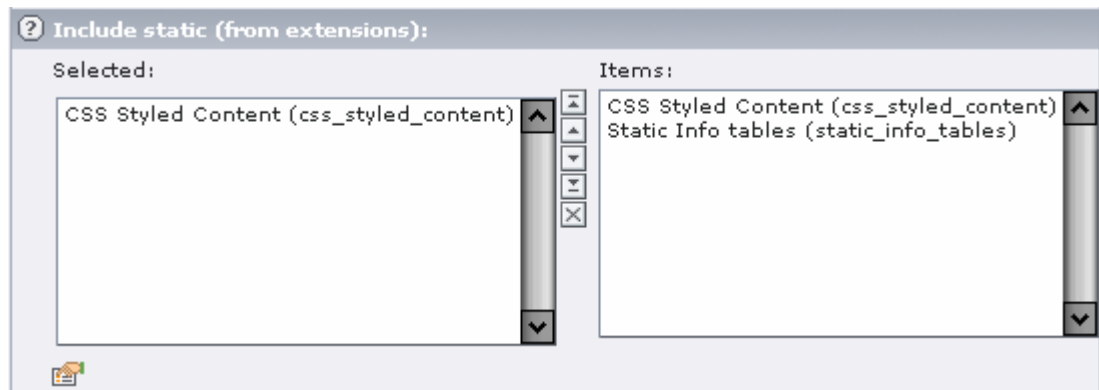 ? Include static (from extensions):
Selected:
Items:
CSS Styled Content (css_styled_content)
CSS Styled Content (css_styled_content)
Static Info tables (static_info_tables)